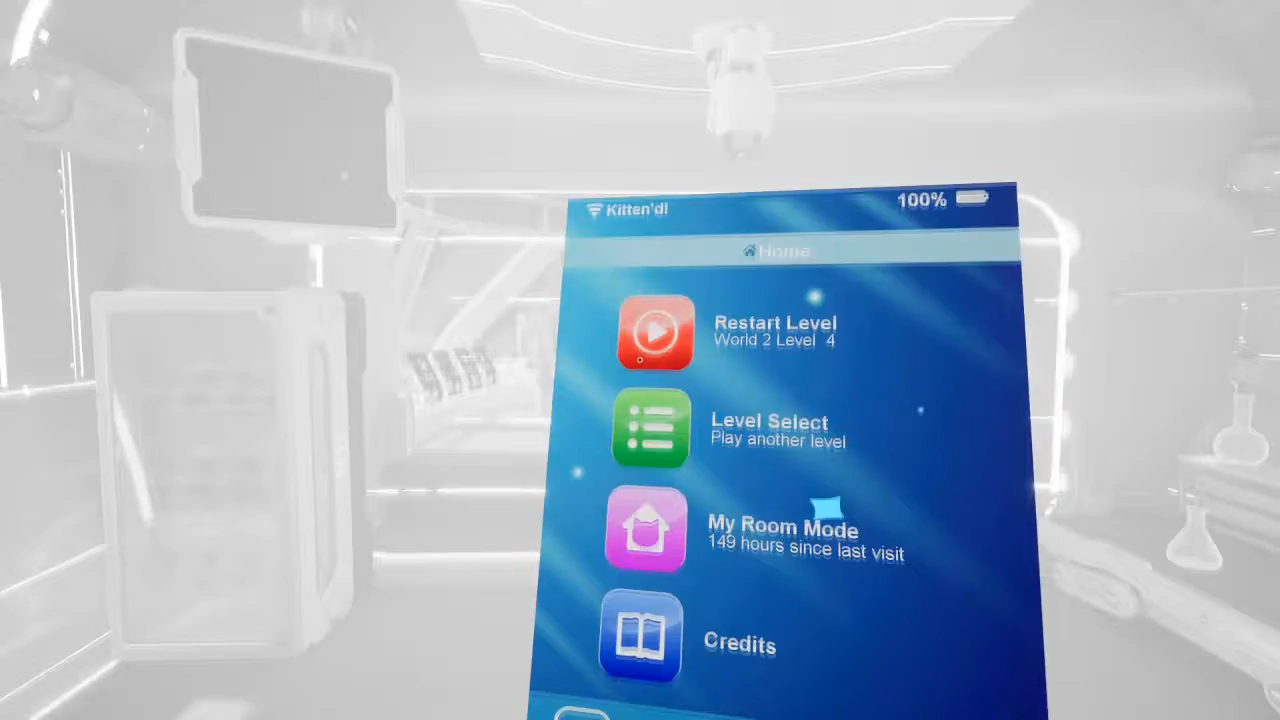 Kitten'd!
100%
Home
Restart Level
World 2 Level 4
Level Select
Play another level
My Room Mode
149 hours since last visit
Credits